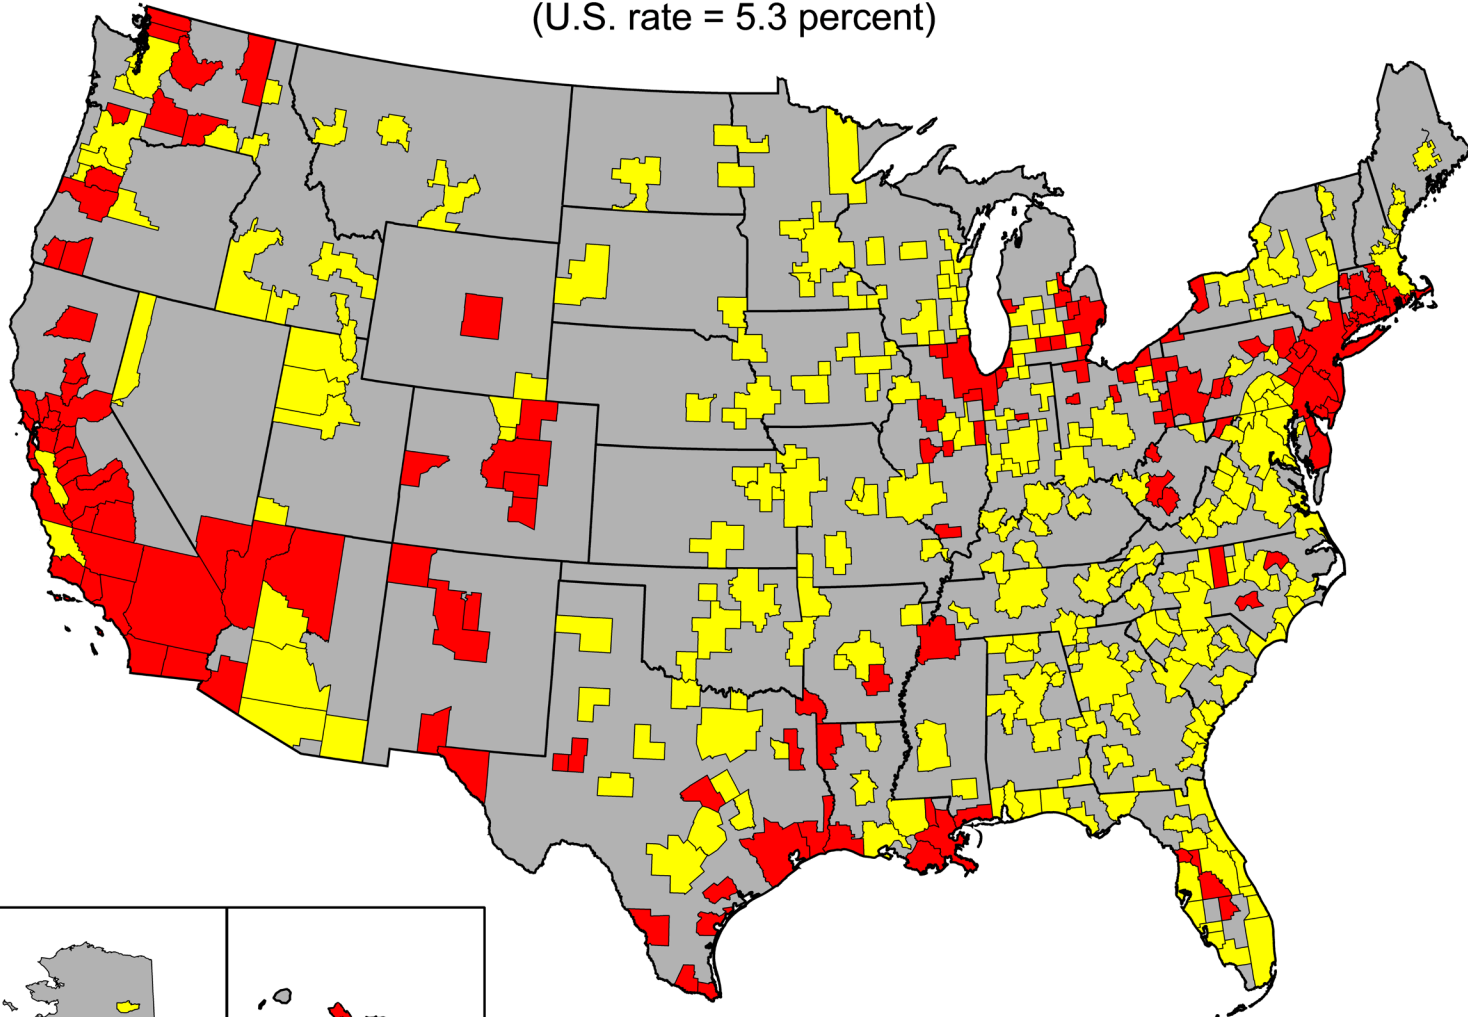 (U.S. rate = 5.3 percent)